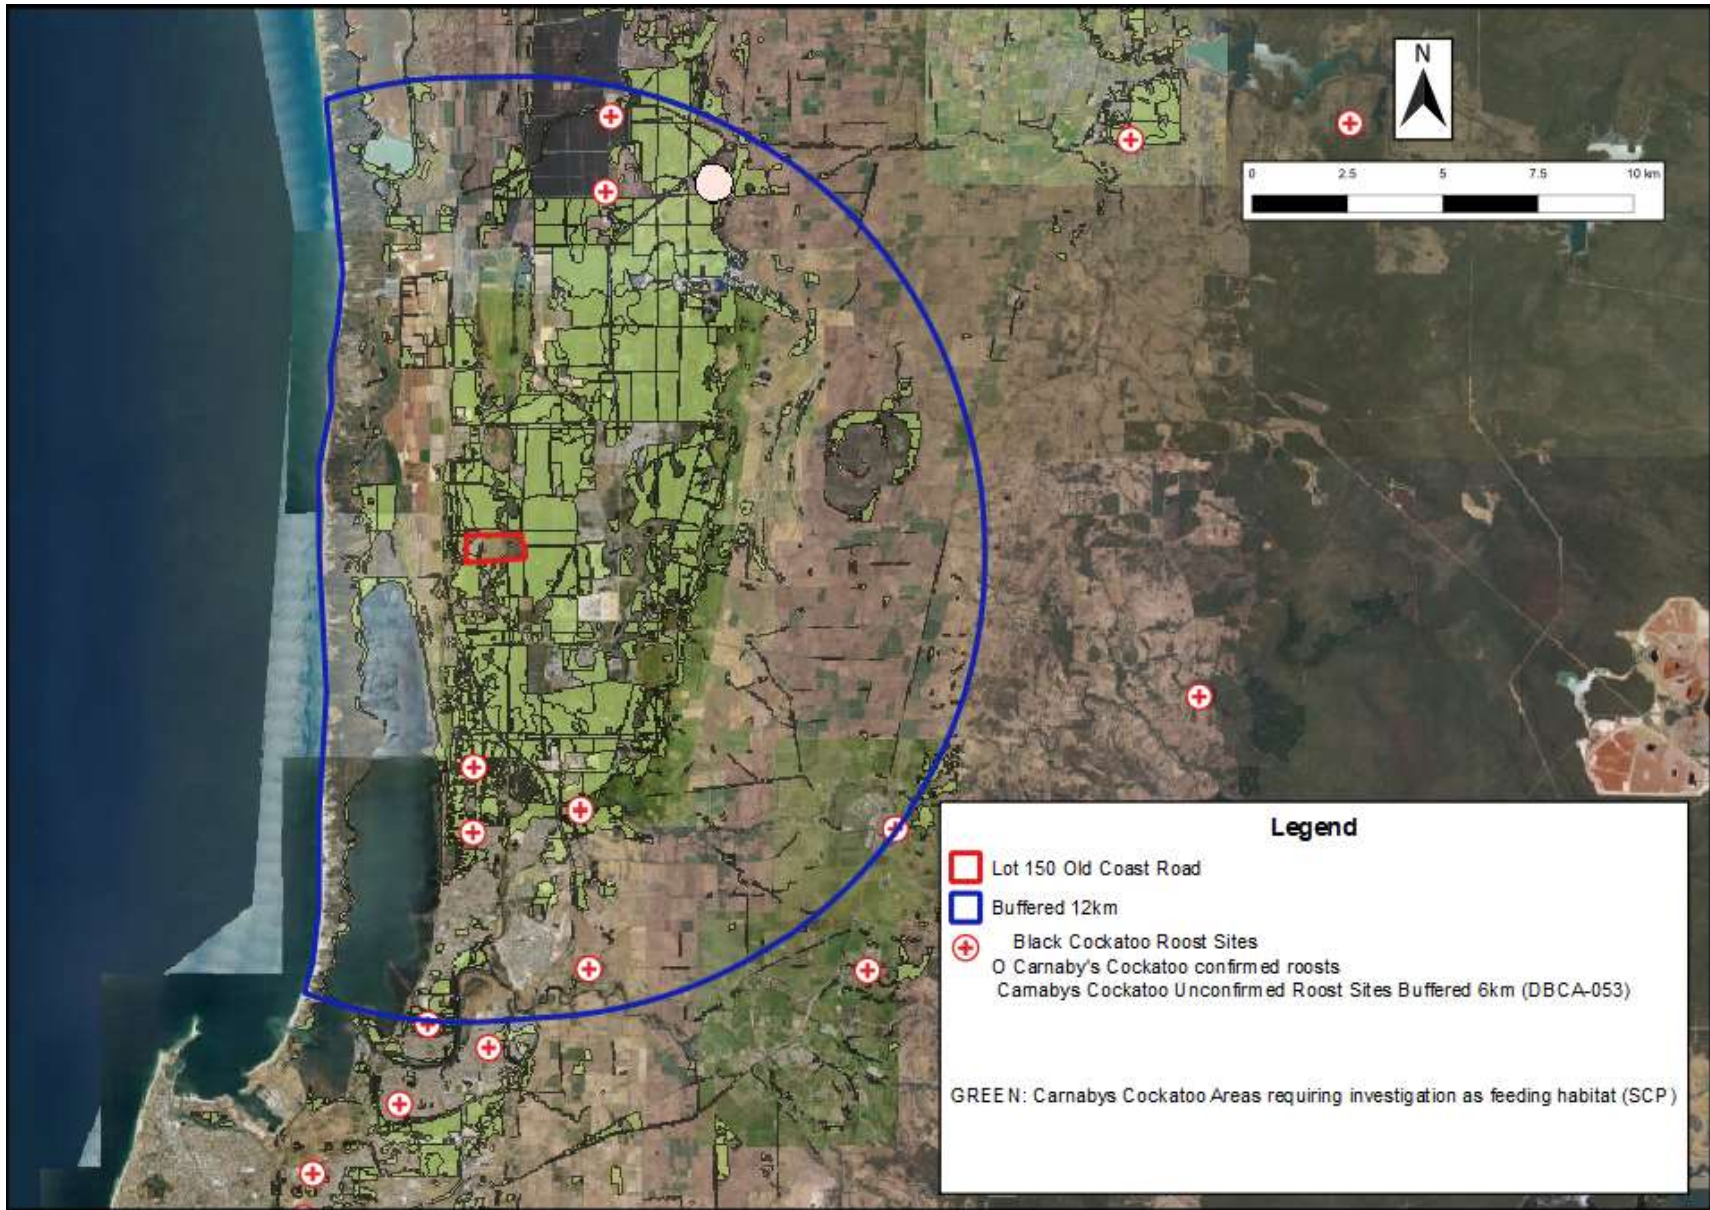 N
0 2.5 5 7.5 10 km
Legend
Lot 150 Old Coast Road
Buffered 12km
Black Cockatoo Roost Sites
O Carnaby's Cockatoo confirmed roosts
Carnabys Cockatoo Unconfirmed Roost Sites Buffered 6km (DBCA-053)
GREEN: Carnabys Cockatoo Areas requiring investigation as feeding habitat (SCP)